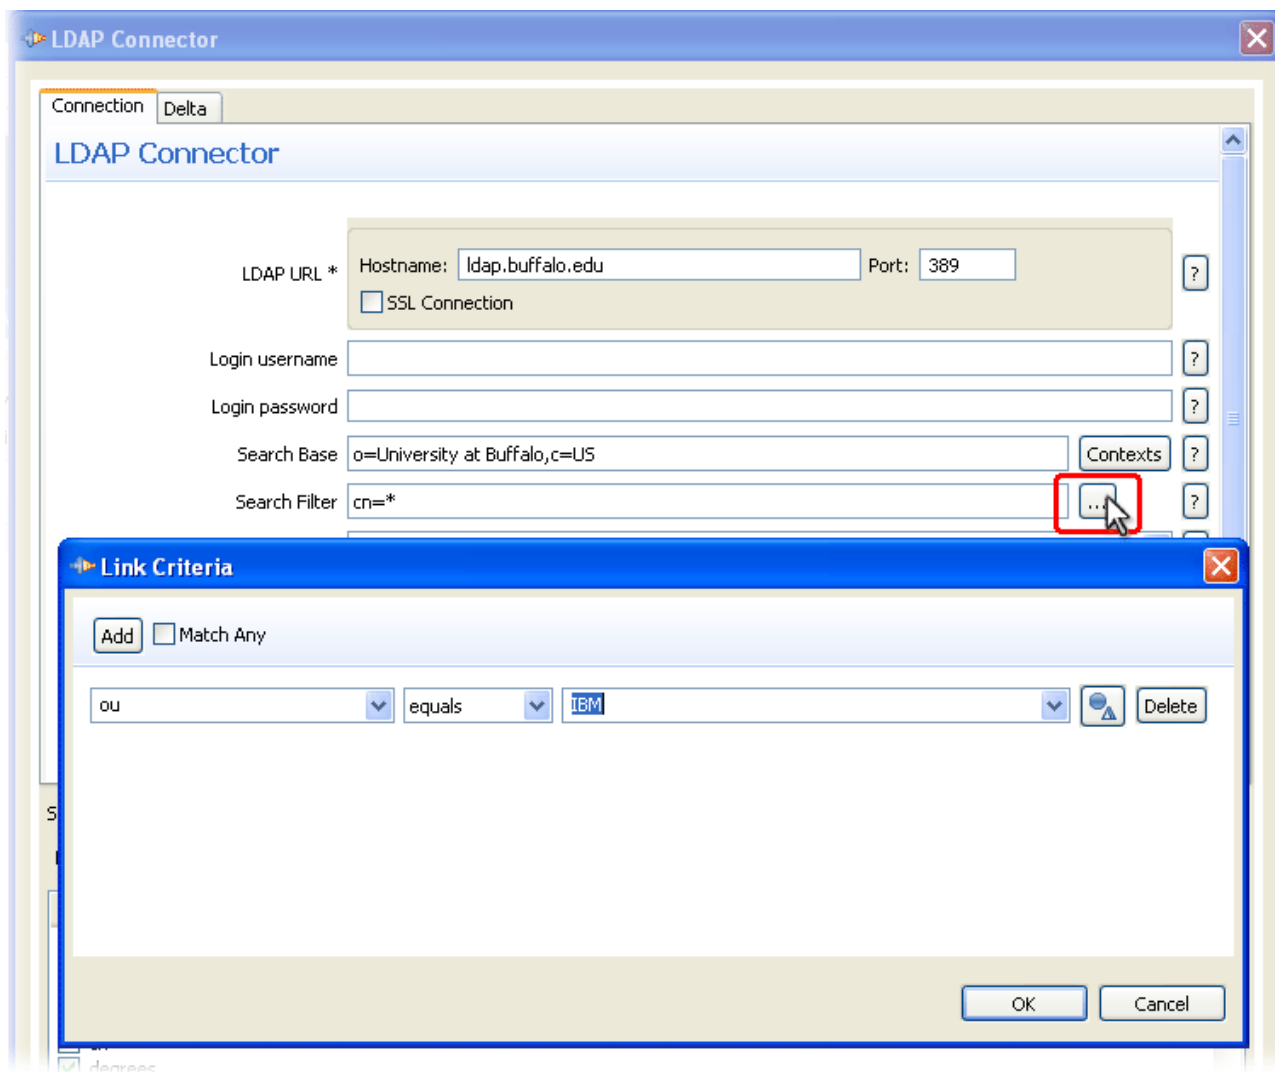 LDAP Connector
Connection Delta
LDAP Connector
LDAP URL * Hostname: ldap.buffalo.edu Port: 389 ?
SSL Connection
Login username ?
Login password ?
Search Base o=University at Buffalo,c=US Contexts ?
Search Filter cn=* ... ?
Link Criteria
Add Match Any
ou equals IBM Delete
OK Cancel
degrees